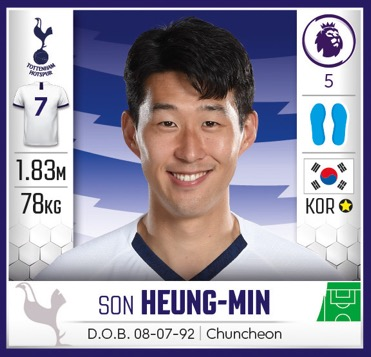 TOTTENHAM
HOTSPUR
7
5
1.83M
78KG
KOR
SON HEUNG-MIN
D.O.B. 08-07-92 | Chuncheon